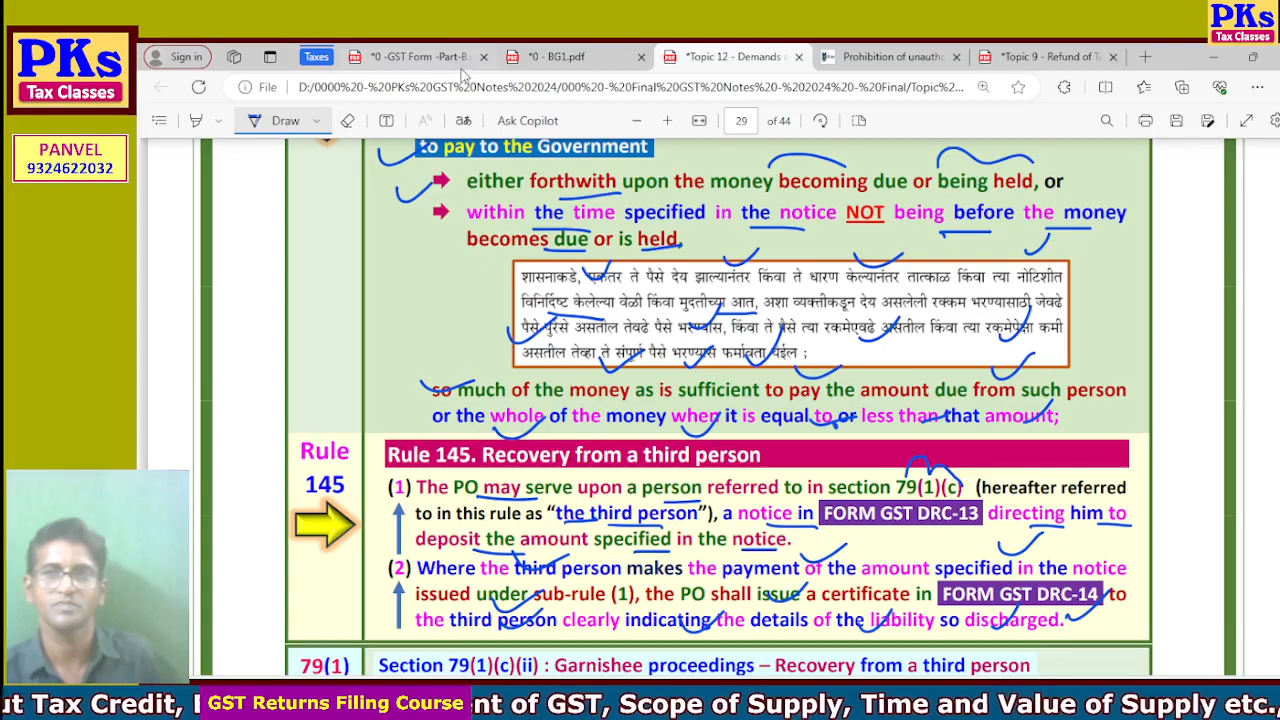 PKs
Tax Classes
PKs
Tax Classes
PANVEL
9324622032
Sign in
Taxes
*0 -GST Form -Part-B
*0 - BG1.pdf
*Topic 12 - Demands
Prohibition of unauth
*Topic 9 - Refund of T
File
D:/0000%20-%20PKs%20GST%20Notes%202024/000%20-%20Final%20GST%20Notes%20%202024%20-%20Final/Topic%2...
Draw
Ask Copilot
29 of 44
to pay to the Government
either forthwith upon the money becoming due or being held, or
within the time specified in the notice NOT being before the money
becomes due or is held,
शासनाकडे, एकतर ते पैसे देय झाल्यानंतर किंवा ते धारण केल्यानंतर तात्काळ किंवा त्या नोटिशीत
विनिर्दिष्ट केलेल्या वेळी किंवा मुदतीच्या आत, अशा व्यक्तीकडून देय असलेली रक्कम भरण्यासाठी जेवढे
पैसे पुरेसे असतील तेवढे पैसे भरण्यास, किंवा ते पैसे त्या रकमेएवढे असतील किंवा त्या रकमेपेक्षा कमी
असतील तेव्हा ते संपूर्ण पैसे भरण्यास फर्मावता येईल ;
so much of the money as is sufficient to pay the amount due from such person
or the whole of the money when it is equal to or less than that amount;
Rule
145
Rule 145. Recovery from a third person
(1) The PO may serve upon a person referred to in section 79(1)(c) (hereafter referred
to in this rule as “the third person”), a notice in FORM GST DRC-13 directing him to
deposit the amount specified in the notice.
(2) Where the third person makes the payment of the amount specified in the notice
issued under sub-rule (1), the PO shall issue a certificate in FORM GST DRC-14 to
the third person clearly indicating the details of the liability so discharged.
79(1)
Section 79(1)(c)(ii) : Garnishee proceedings – Recovery from a third person
ut Tax Credit,
GST Returns Filing Course
ent of GST, Scope of Supply, Time and Value of Supply etc.,